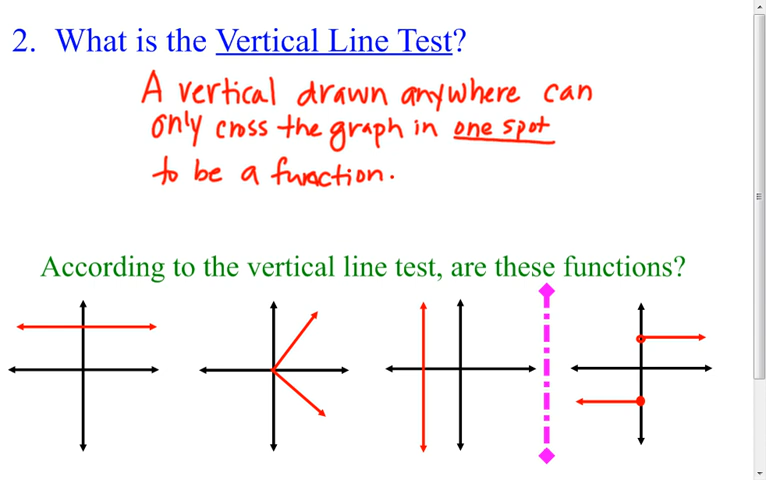 2. What is the Vertical Line Test?
A vertical drawn anywhere can
only cross the graph in one spot
to be a function.
According to the vertical line test, are these functions?